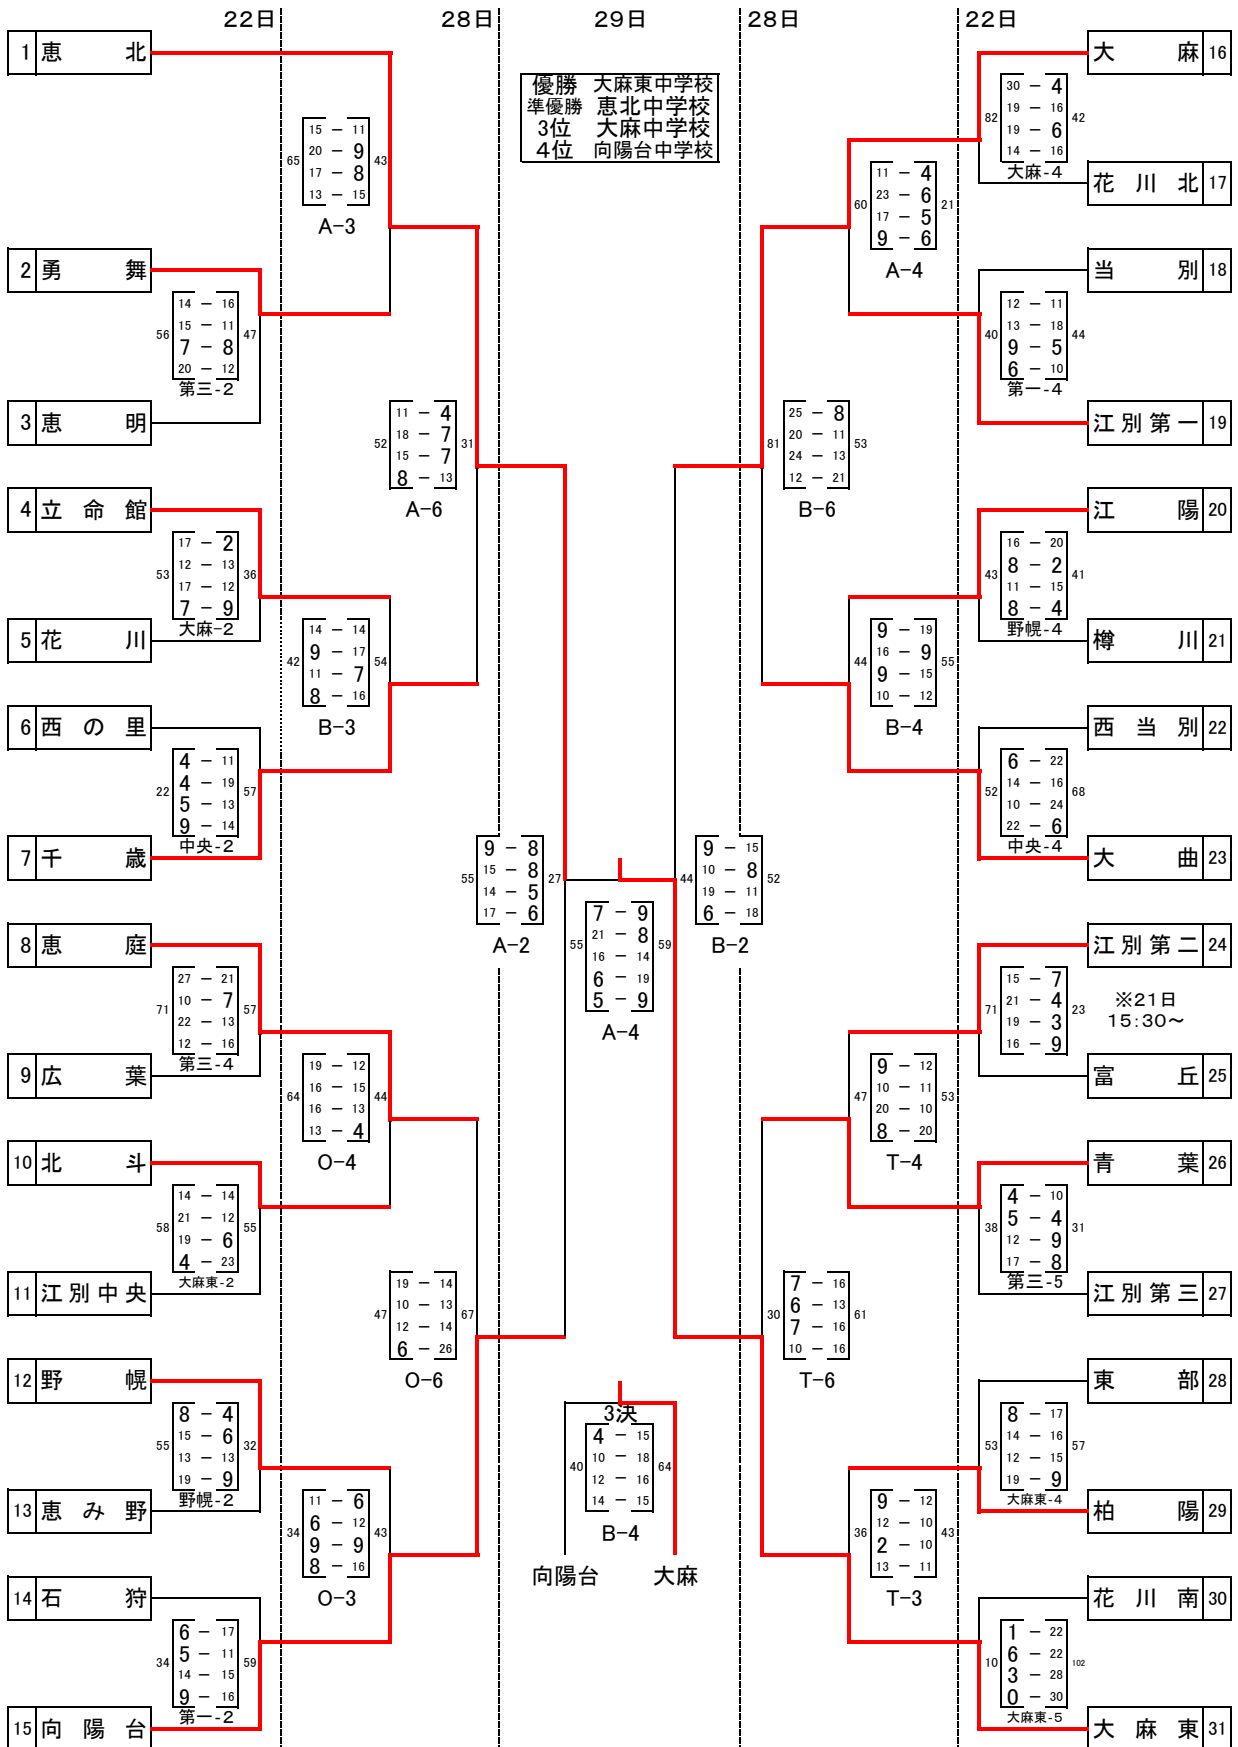 22日 28日 29日 28日 22日
優勝 大麻東中学校
準優勝 恵北中学校
3位 大麻中学校
4位 向陽台中学校
1 恵北
65
15 － 11
20 － 9
17 － 8
13 － 15
43
A-3
2 勇舞
56
14 － 16
15 － 11
7 － 8
20 － 12
47
第三-2
3 恵明
52
11 － 4
18 － 7
15 － 7
8 － 13
31
A-6
4 立命館
53
17 － 2
12 － 13
17 － 12
7 － 9
36
大麻-2
5 花川
42
14 － 14
9 － 17
11 － 7
8 － 16
54
B-3
6 西の里
22
4 － 11
4 － 19
5 － 13
9 － 14
57
中央-2
7 千歳
55
9 － 8
15 － 8
14 － 5
17 － 6
27
A-2
8 恵庭
71
27 － 21
10 － 7
22 － 13
12 － 16
57
第三-4
9 広葉
64
19 － 12
16 － 15
16 － 13
13 － 4
44
O-4
10 北斗
58
14 － 14
21 － 12
19 － 6
4 － 23
55
大麻東-2
11 江別中央
47
19 － 14
10 － 13
12 － 14
6 － 26
67
O-6
12 野幌
55
8 － 4
15 － 6
13 － 13
19 － 9
32
野幌-2
13 恵み野
34
11 － 6
6 － 12
9 － 9
8 － 16
43
O-3
14 石狩
34
6 － 17
5 － 11
14 － 15
9 － 16
59
第一-2
15 向陽台
55
7 － 9
21 － 8
16 － 14
6 － 19
5 － 9
59
A-4
3決
40
4 － 15
10 － 18
12 － 16
14 － 15
64
B-4
向陽台 大麻
大麻 16
82
30 － 4
19 － 16
19 － 6
14 － 16
42
大麻-4
花川北 17
60
11 － 4
23 － 6
17 － 5
9 － 6
21
A-4
当別 18
40
12 － 11
13 － 18
9 － 5
6 － 10
44
第一-4
江別第一 19
81
25 － 8
20 － 11
24 － 13
12 － 21
53
B-6
江陽 20
43
16 － 20
8 － 2
11 － 15
8 － 4
41
野幌-4
樽川 21
44
9 － 19
16 － 9
9 － 15
10 － 12
55
B-4
西当別 22
52
6 － 22
14 － 16
10 － 24
22 － 6
68
中央-4
大曲 23
44
9 － 15
10 － 8
19 － 11
6 － 18
52
B-2
江別第二 24
71
15 － 7
21 － 4
19 － 3
16 － 9
23
※21日
15:30～
富丘 25
47
9 － 12
10 － 11
20 － 10
8 － 20
53
T-4
青葉 26
38
4 － 10
5 － 4
12 － 9
17 － 8
31
第三-5
江別第三 27
30
7 － 16
6 － 13
7 － 16
10 － 16
61
T-6
東部 28
53
8 － 17
14 － 16
12 － 15
19 － 9
57
大麻東-4
柏陽 29
36
9 － 12
12 － 10
2 － 10
13 － 11
43
T-3
花川南 30
10
1 － 22
6 － 22
3 － 28
0 － 30
102
大麻東-5
大麻東 31